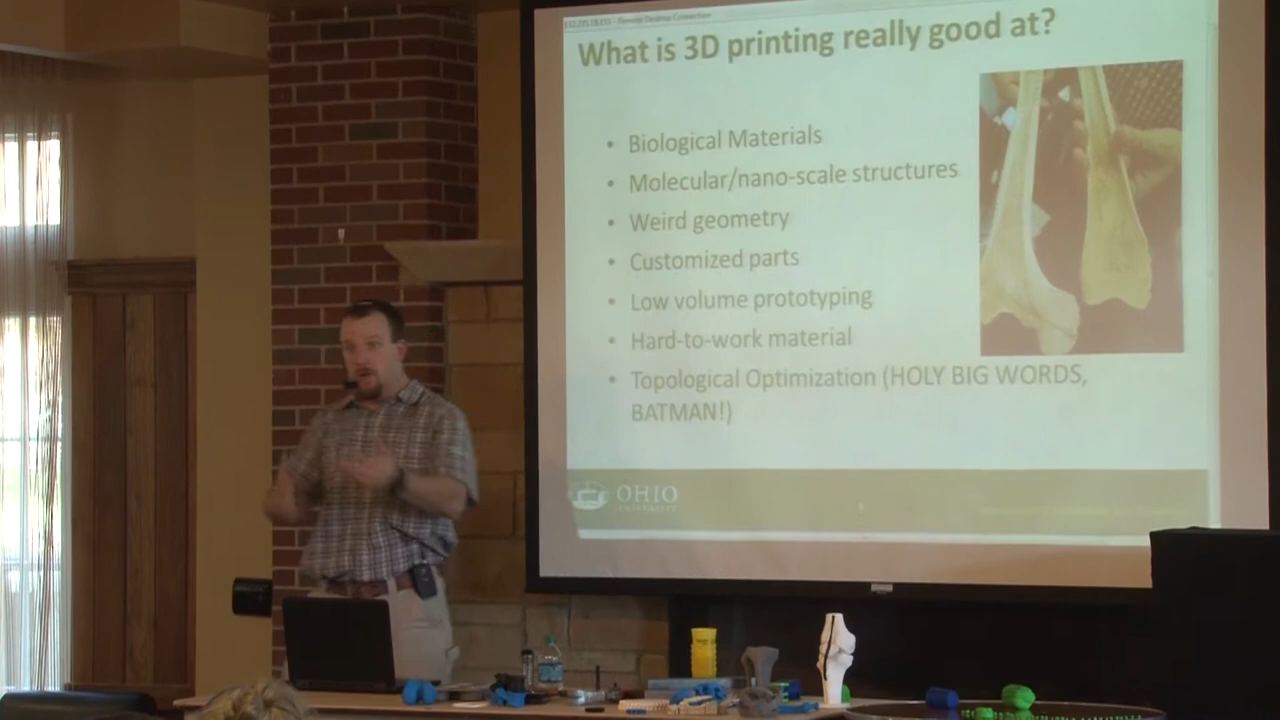 What is 3D printing really good at?
• Biological Materials
• Molecular/nano-scale structures
• Weird geometry
• Customized parts
• Low volume prototyping
• Hard-to-work material
• Topological Optimization (HOLY BIG WORDS,
BATMAN!)
OHIO
UNIVERSITY